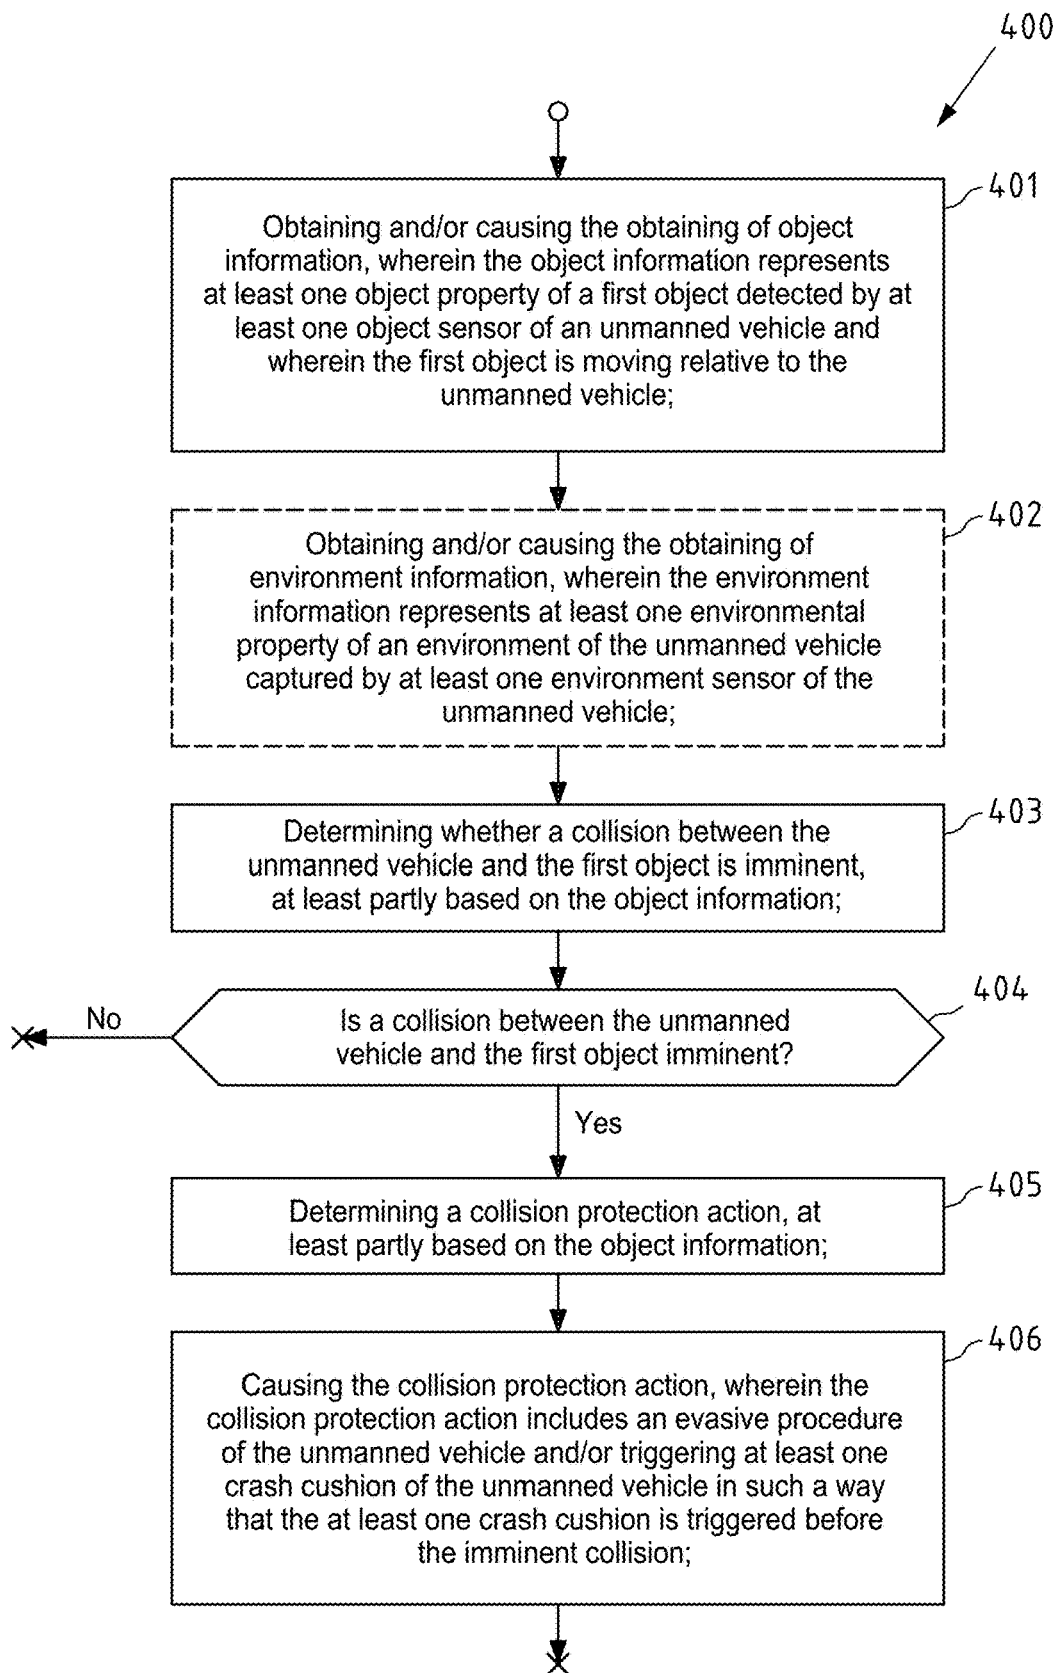 400
401
Obtaining and/or causing the obtaining of object
information, wherein the object information represents
at least one object property of a first object detected by at
least one object sensor of an unmanned vehicle and
wherein the first object is moving relative to the
unmanned vehicle;
402
Obtaining and/or causing the obtaining of
environment information, wherein the environment
information represents at least one environmental
property of an environment of the unmanned vehicle
captured by at least one environment sensor of the
unmanned vehicle;
403
Determining whether a collision between the
unmanned vehicle and the first object is imminent,
at least partly based on the object information;
404
No
Is a collision between the unmanned
vehicle and the first object imminent?
Yes
405
Determining a collision protection action, at
least partly based on the object information;
406
Causing the collision protection action, wherein the
collision protection action includes an evasive procedure
of the unmanned vehicle and/or triggering at least one
crash cushion of the unmanned vehicle in such a way
that the at least one crash cushion is triggered before
the imminent collision;